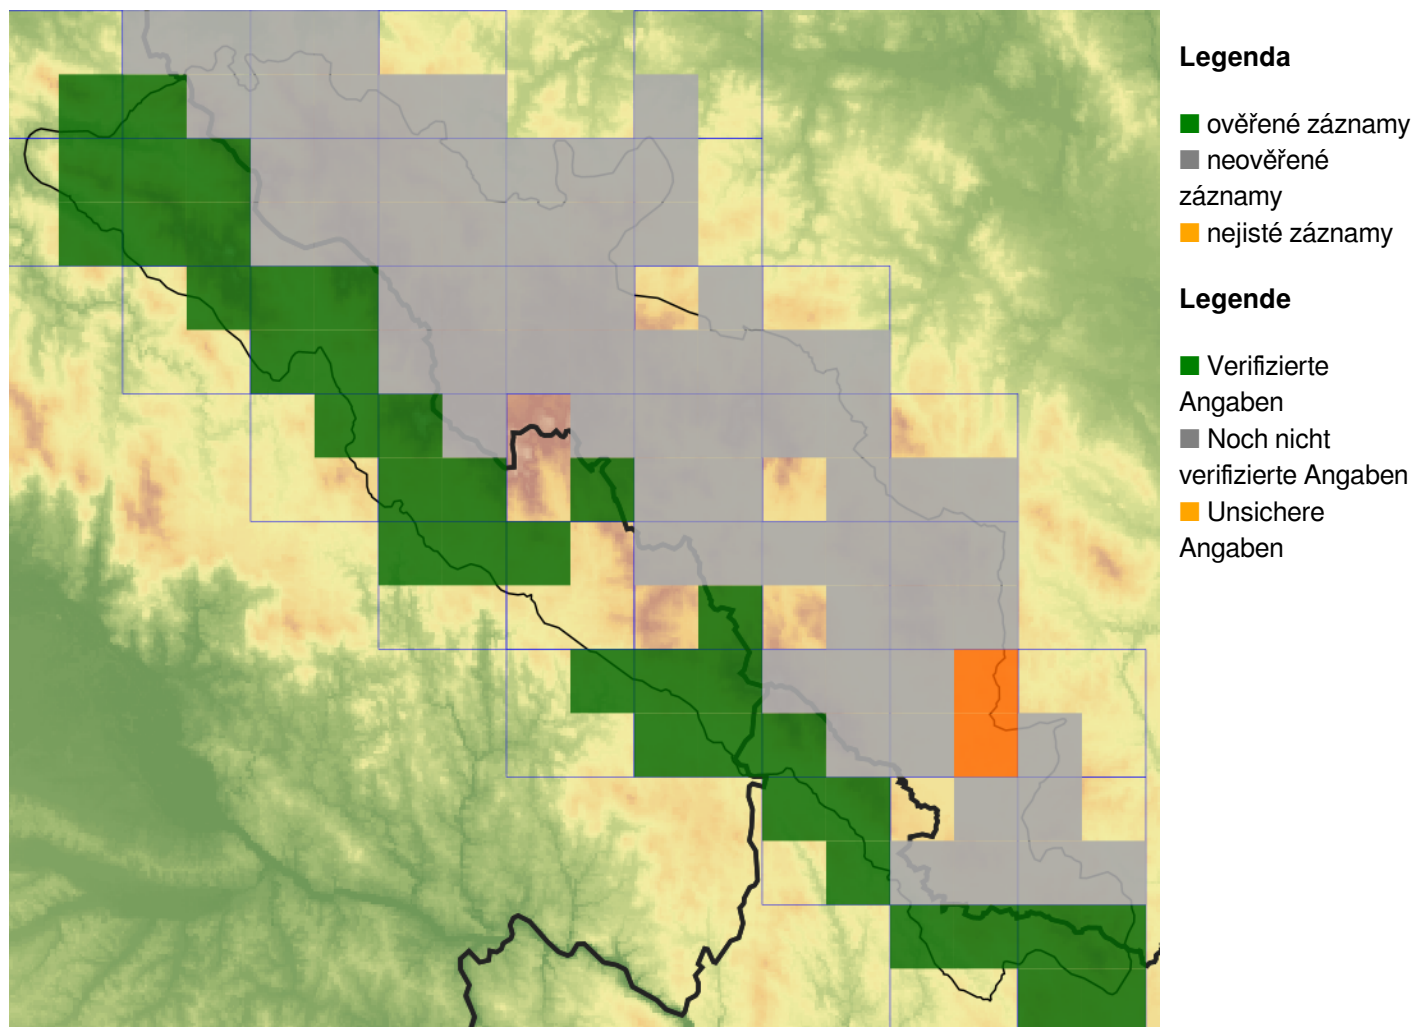 Legenda
ověřené záznamy
neověřené
záznamy
nejisté záznamy
Legende
Verifizierte
Angaben
Noch nicht
verifizierte Angaben
Unsichere
Angaben